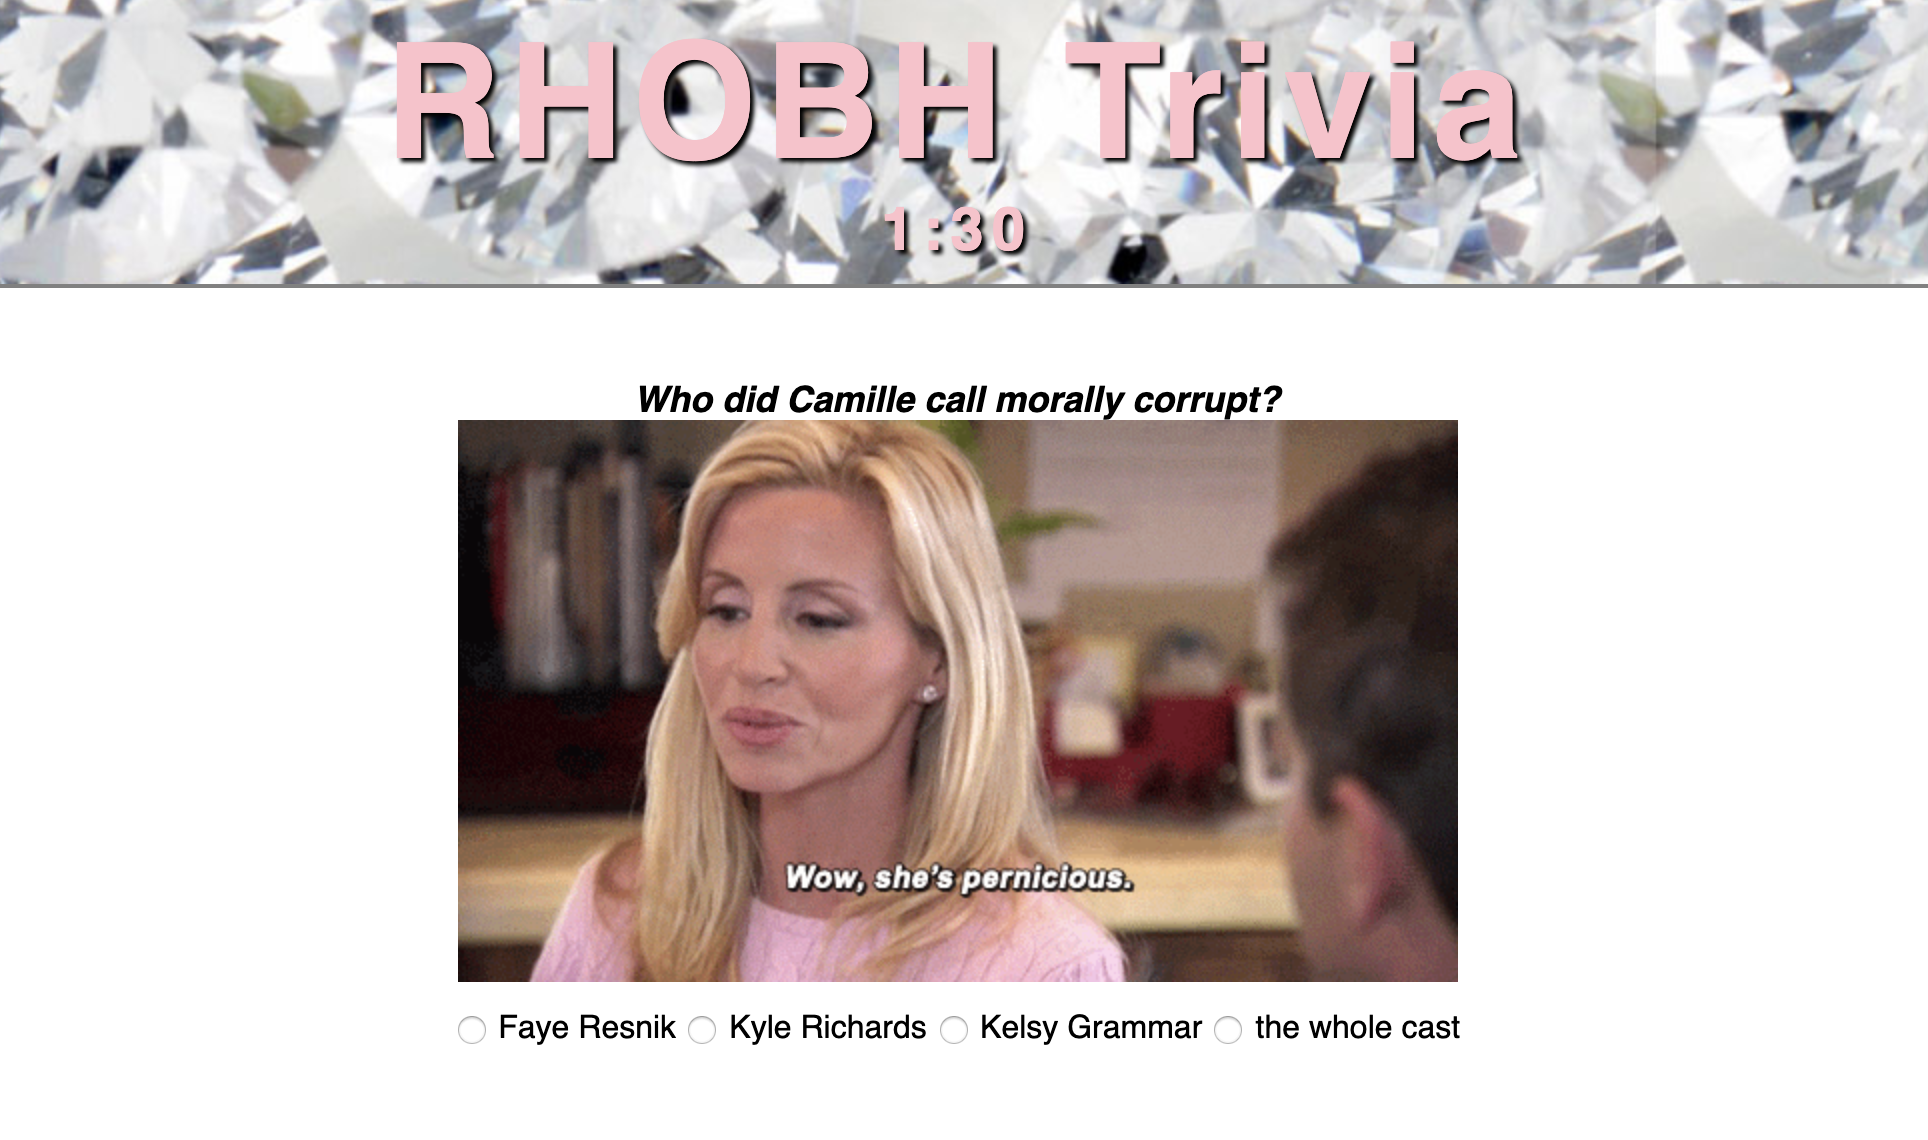 RHOBH Trivia
1:30
Who did Camille call morally corrupt?
Wow, she's pernicious.
Faye Resnik Kyle Richards Kelsy Grammar the whole cast